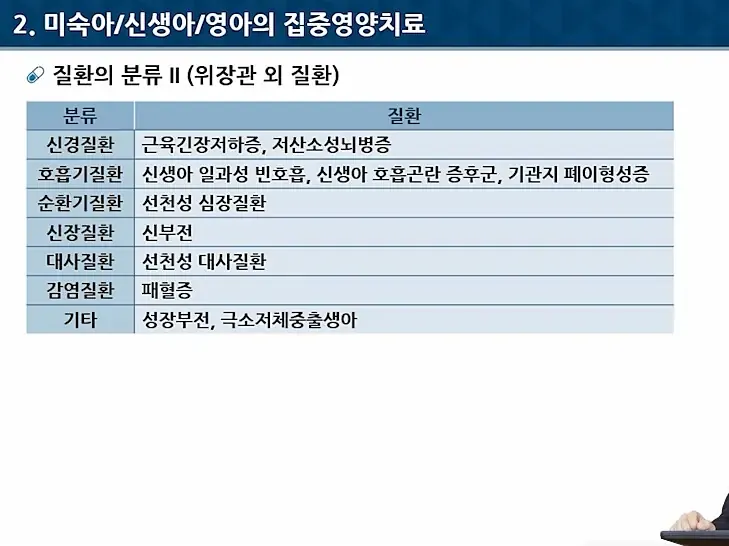 2. 미숙아/신생아/영아의 집중영양치료
질환의 분류 II (위장관 외 질환)
분류 질환
신경질환 근육긴장저하증, 저산소성뇌병증
호흡기질환 신생아 일과성 빈호흡, 신생아 호흡곤란 증후군, 기관지 폐이형성증
순환기질환 선천성 심장질환
신장질환 신부전
대사질환 선천성 대사질환
감염질환 패혈증
기타 성장부전, 극소저체중출생아